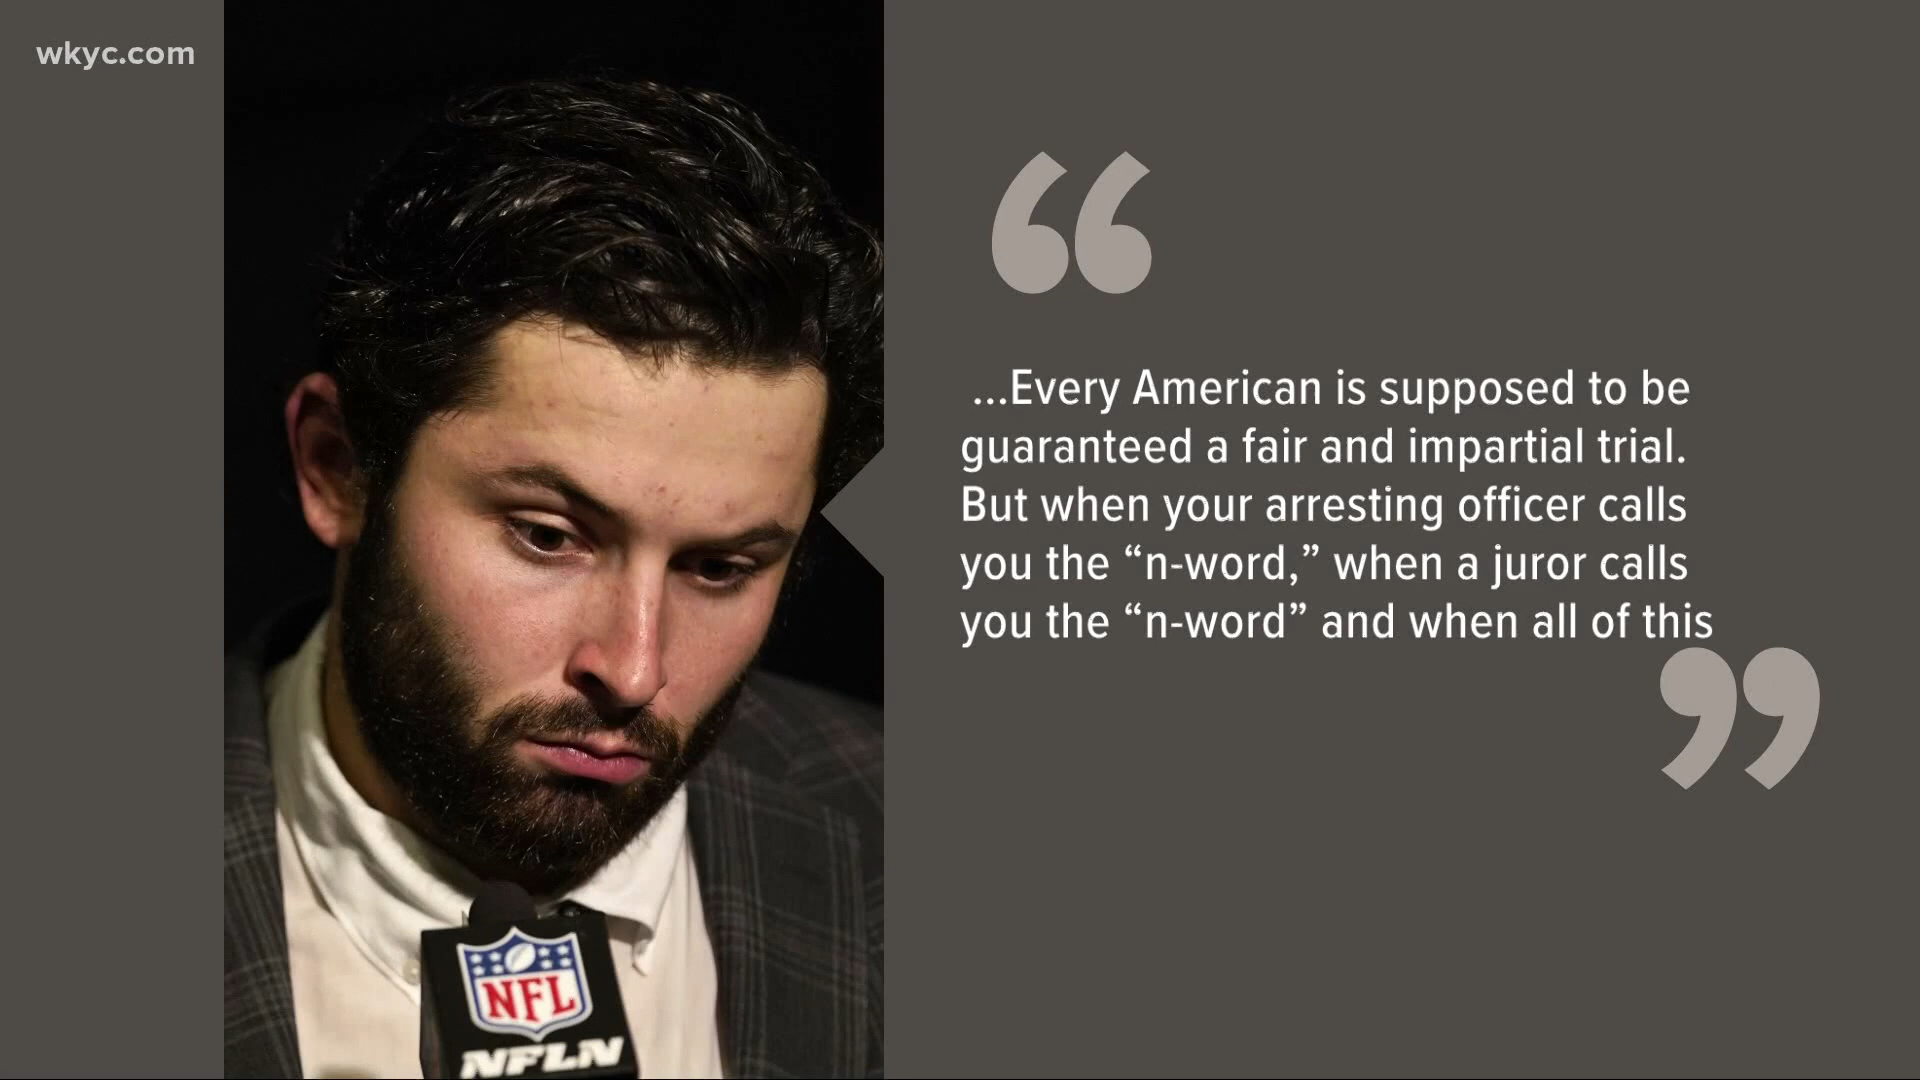 wkyc.com
“
...Every American is supposed to be
guaranteed a fair and impartial trial.
But when your arresting officer calls
you the “n-word,” when a juror calls
you the “n-word” and when all of this
”
NFL
NFLN